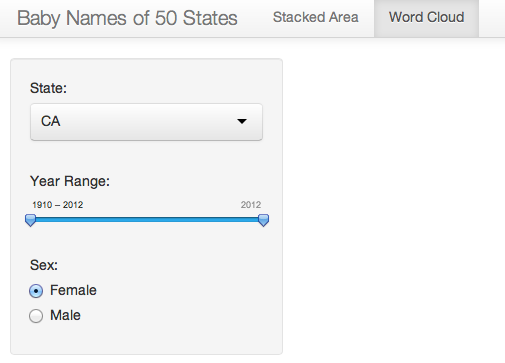 Baby Names of 50 States Stacked Area Word Cloud
State:
CA
Year Range:
1910 – 2012 2012
Sex:
Female
Male